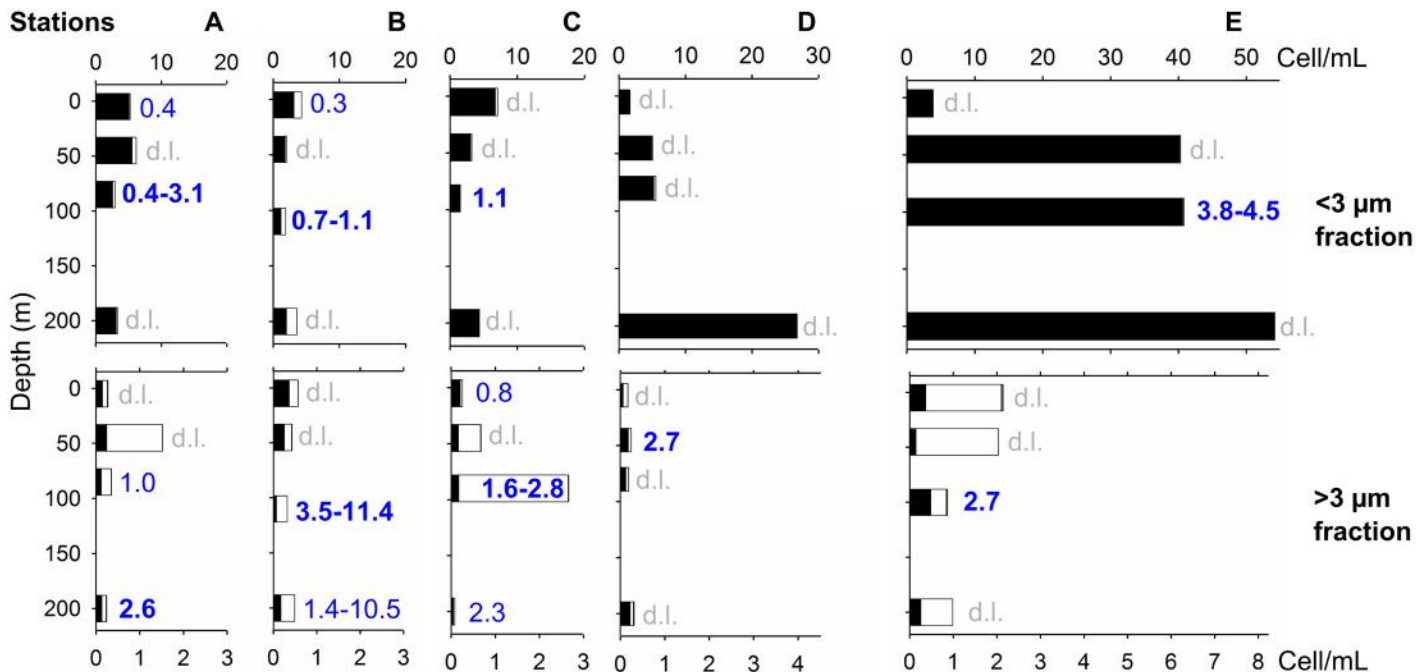 Stations A B C D E
0 10 20 0 10 20 0 10 20 0 10 20 30 0 10 20 30 40 50 Cell/mL
0 0.4 0.3 d.l. d.l. d.l.
50 d.l. d.l. d.l. d.l. d.l.
0.4-3.1 0.7-1.1 1.1 d.l. 3.8-4.5 <3 µm
100 fraction
150
200 d.l. d.l. d.l. d.l.
Depth (m)
0 d.l. d.l. 0.8 d.l. d.l.
50 d.l. d.l. d.l. 2.7 d.l.
1.0 3.5-11.4 1.6-2.8 d.l. 2.7 >3 µm
100 fraction
150
200 2.6 1.4-10.5 2.3 d.l. d.l.
0 1 2 3 0 1 2 3 0 1 2 3 0 1 2 3 4 0 1 2 3 4 5 6 7 8 Cell/mL